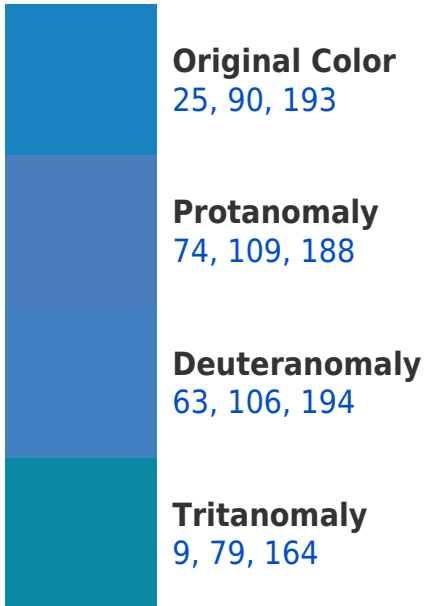 Original Color
25, 90, 193
Protanomaly
74, 109, 188
Deuteranomaly
63, 106, 194
Tritanomaly
9, 79, 164